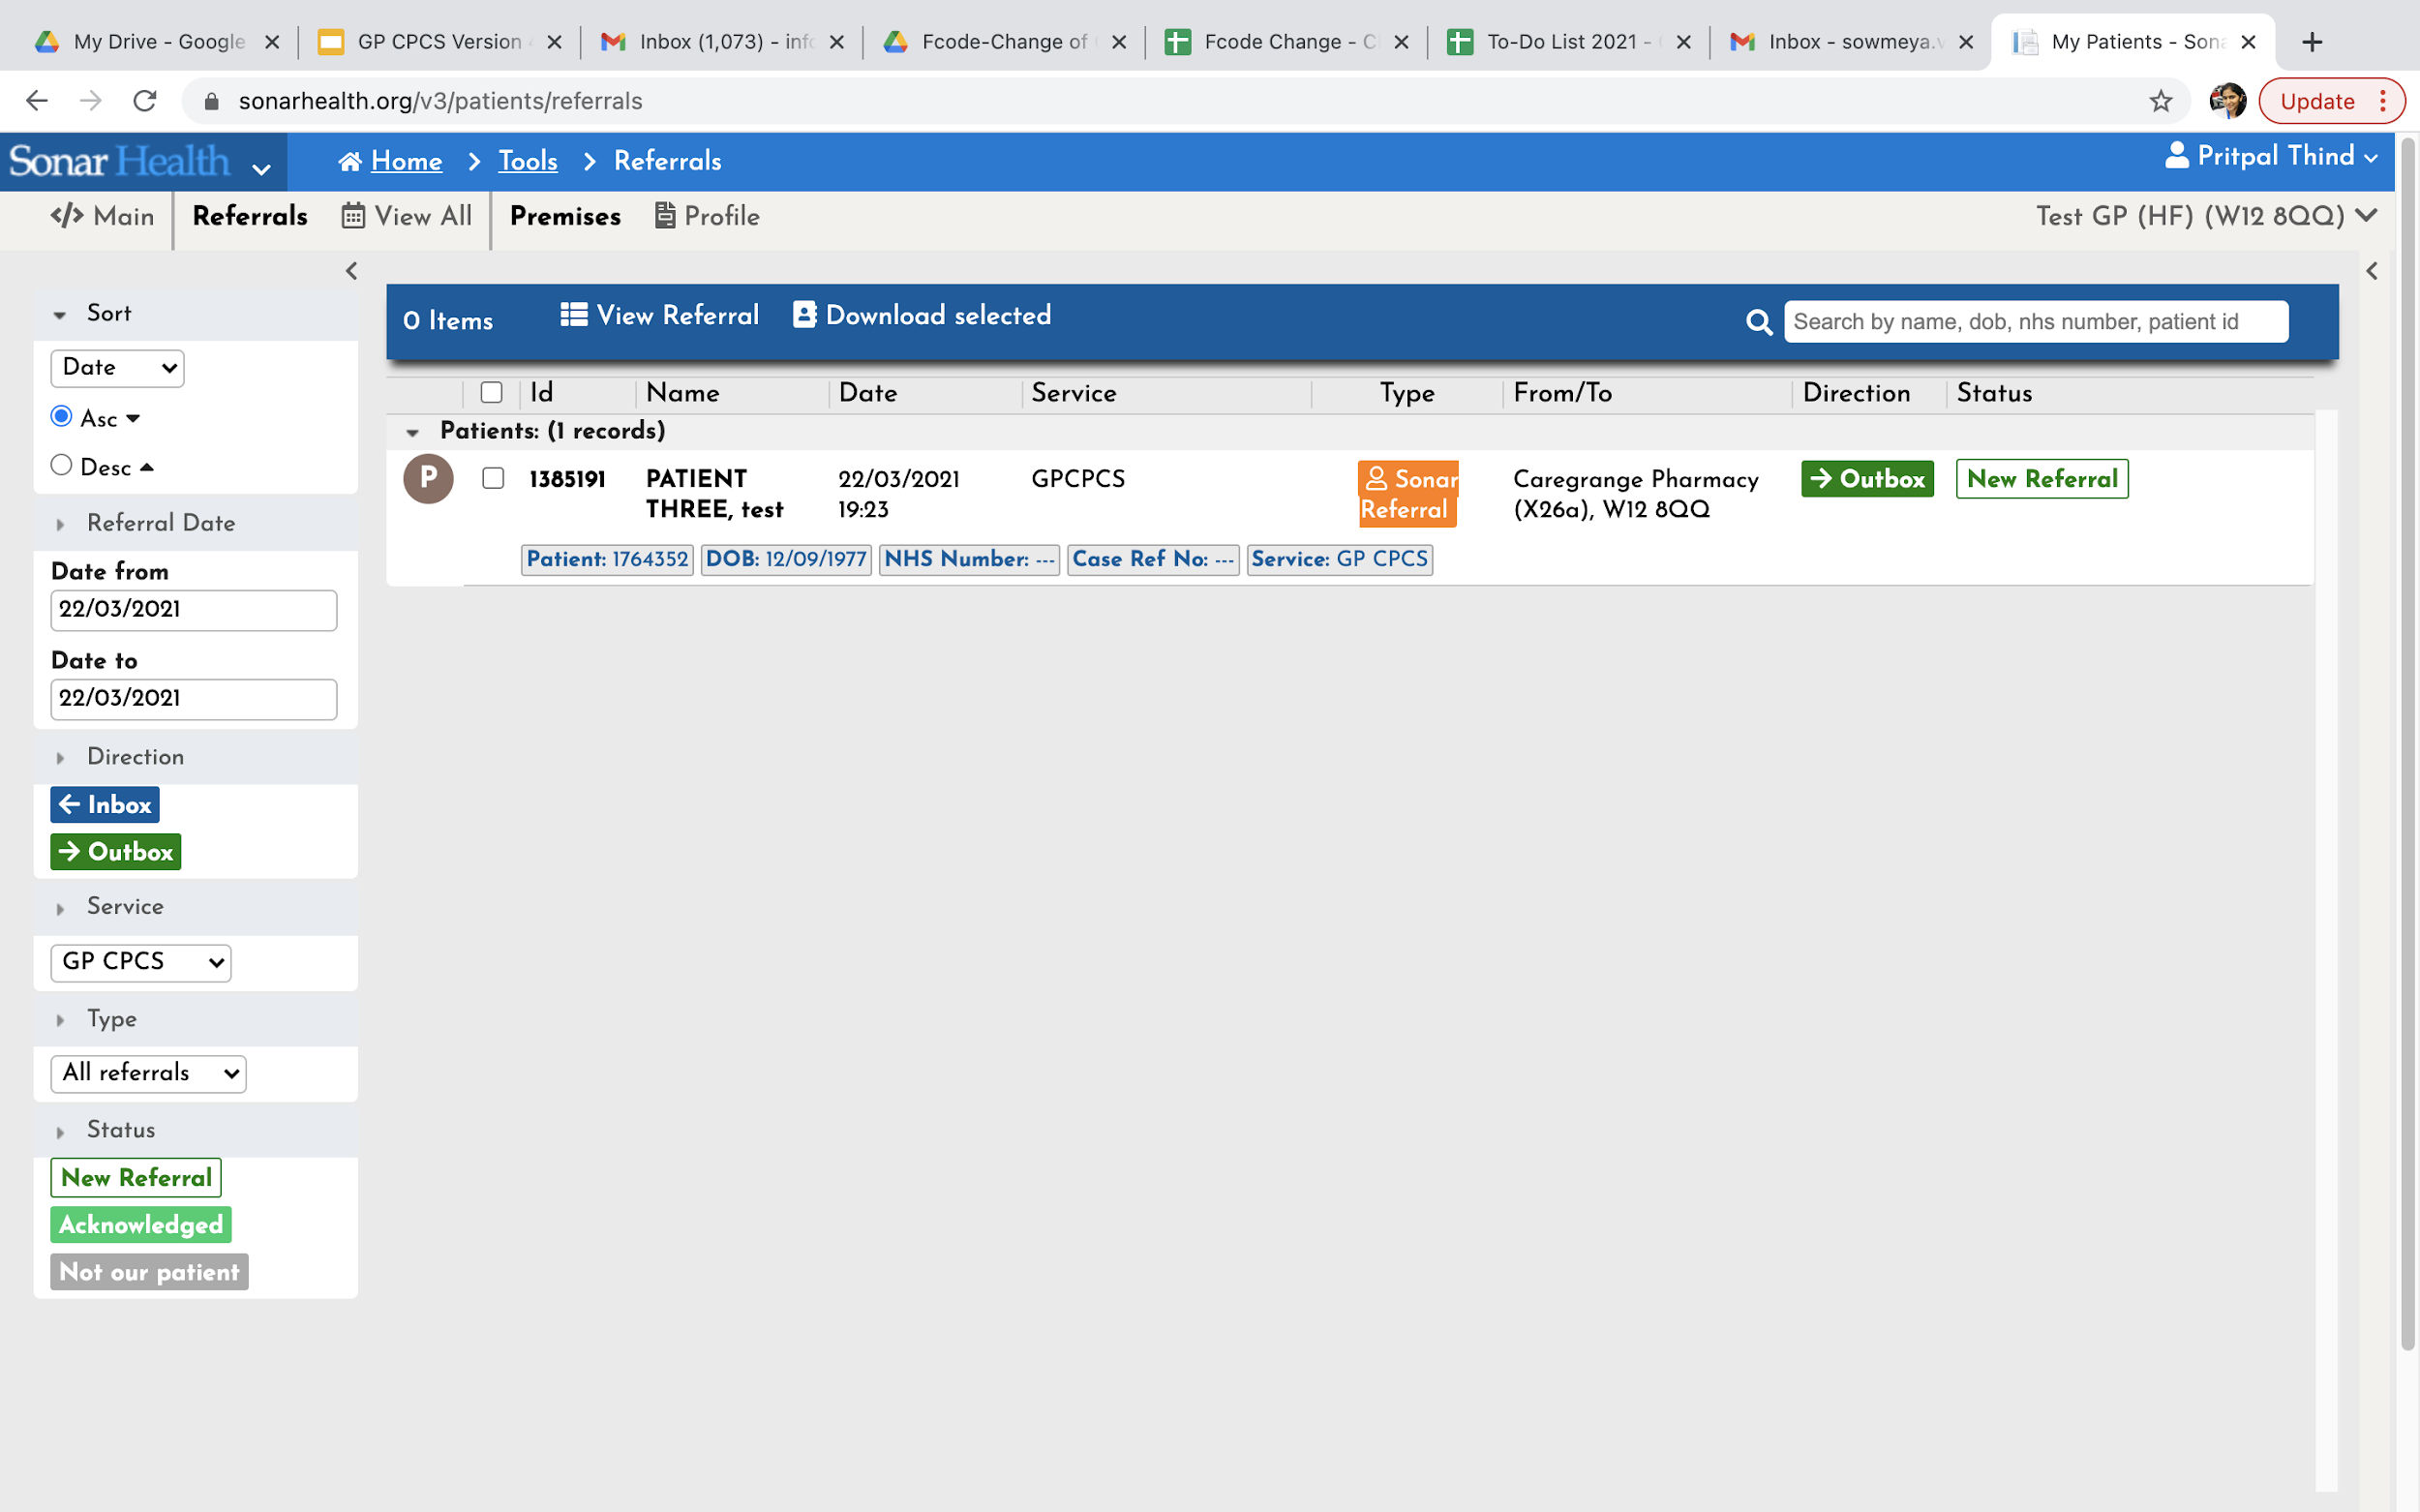 My Drive - Google
GP CPCS Version
Inbox (1,073) - info
Fcode-Change of
Fcode Change - C
To-Do List 2021 -
Inbox - sowmeya.v
My Patients - Sona
sonarhealth.org/v3/patients/referrals
Update
Sonar Health
Home > Tools > Referrals
Pritpal Thind
</> Main
Referrals
View All
Premises
Profile
Test GP (HF) (W12 8QQ)
Sort
Date
Asc
Desc
Referral Date
Date from
22/03/2021
Date to
22/03/2021
Direction
← Inbox
→ Outbox
Service
GP CPCS
Type
All referrals
Status
New Referral
Acknowledged
Not our patient
0 Items
View Referral
Download selected
Search by name, dob, nhs number, patient id
Id Name Date Service Type From/To Direction Status
Patients: (1 records)
P 1385191 PATIENT 22/03/2021 GPCPCS Sonar Caregrange Pharmacy → Outbox New Referral
THREE, test 19:23 Referral (X26a), W12 8QQ
Patient: 1764352 DOB: 12/09/1977 NHS Number: --- Case Ref No: --- Service: GP CPCS